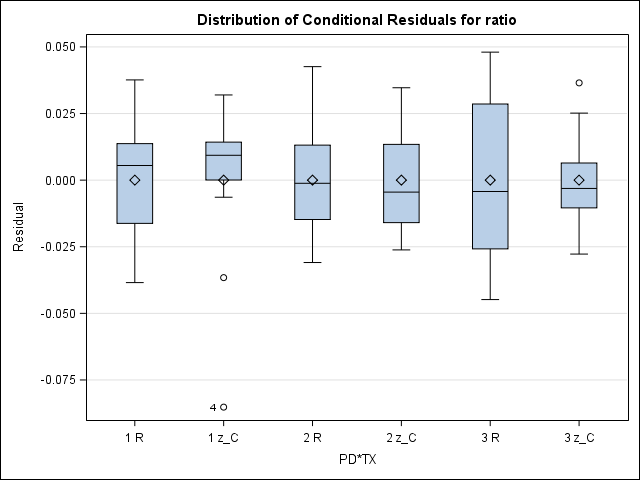 Distribution of Conditional Residuals for ratio
0.050
0.025
0.000
-0.025
-0.050
-0.075
Residual
4
1 R 1 z_C 2 R 2 z_C 3 R 3 z_C
PD*TX